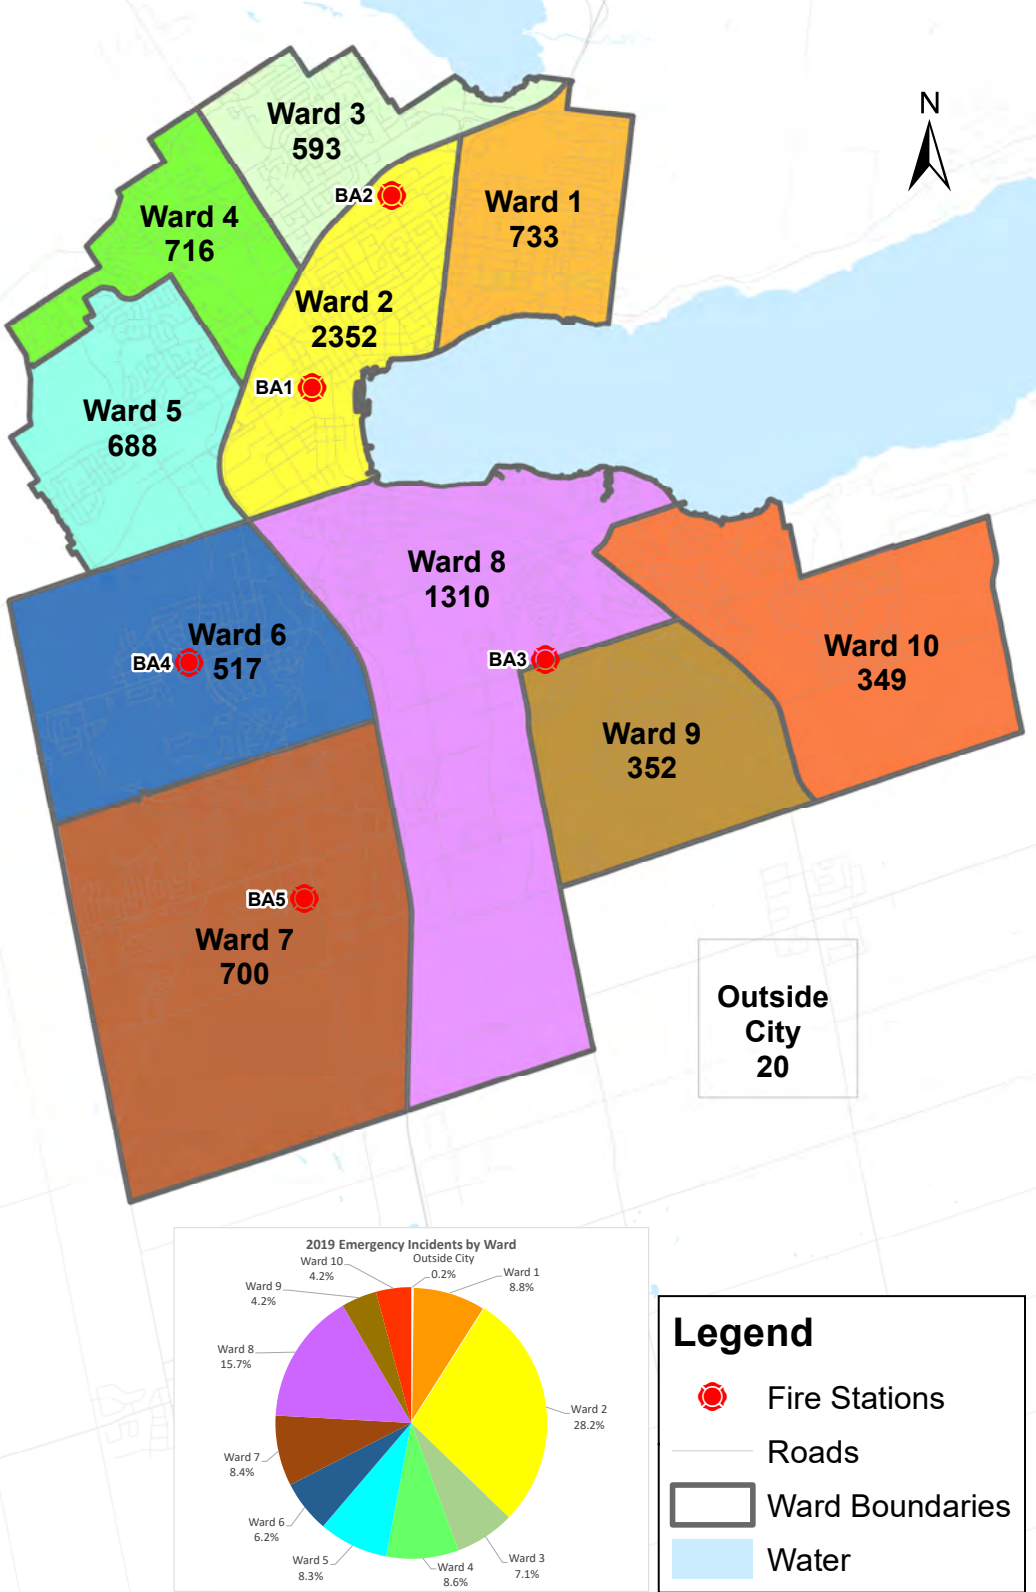 N
Ward 3
593
BA2
Ward 1
733
Ward 4
716
Ward 2
2352
BA1
Ward 5
688
Ward 8
1310
Ward 6
517
BA4
BA3
Ward 10
349
Ward 9
352
BA5
Ward 7
700
Outside
City
20
2019 Emergency Incidents by Ward
Outside City
0.2%
Ward 1
8.8%
Ward 2
28.2%
Ward 3
7.1%
Ward 4
8.6%
Ward 5
8.3%
Ward 6
6.2%
Ward 7
8.4%
Ward 8
15.7%
Ward 9
4.2%
Ward 10
4.2%
Legend
Fire Stations
Roads
Ward Boundaries
Water